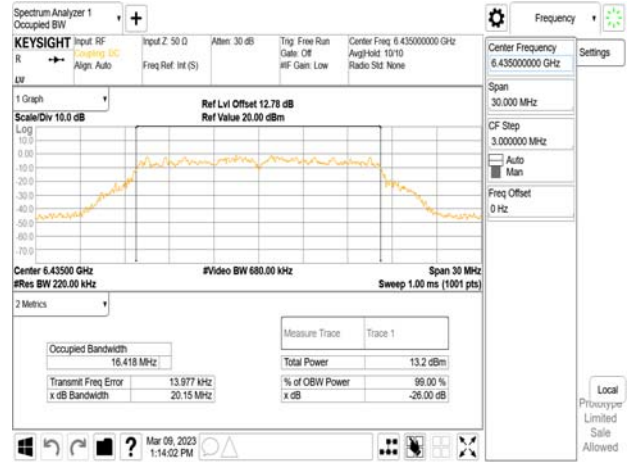 Spectrum Analyzer 1
Occupied BW
+
Frequency
KEYSIGHT
R
LVI
Input: RF
Coupling: DC
Align: Auto
Input Z: 50 Ω
Freq Ref: Int (S)
Atten: 30 dB
Trig: Free Run
Gate: Off
#IF Gain: Low
Center Freq: 6.435000000 GHz
Avg|Hold: 10/10
Radio Std: None
Center Frequency
6.435000000 GHz
Settings
Span
30.000 MHz
CF Step
3.000000 MHz
Auto
Man
Freq Offset
0 Hz
1 Graph
Ref Lvl Offset 12.78 dB
Scale/Div 10.0 dB
Ref Value 20.00 dBm
Log
10.0
0.00
-10.0
-20.0
-30.0
-40.0
-50.0
-60.0
-70.0
Center 6.43500 GHz
#Video BW 680.00 kHz
Span 30 MHz
#Res BW 220.00 kHz
Sweep 1.00 ms (1001 pts)
2 Metrics
Measure Trace
Trace 1
Occupied Bandwidth
16.418 MHz
Total Power
13.2 dBm
Transmit Freq Error
13.977 kHz
% of OBW Power
99.00 %
x dB Bandwidth
20.15 MHz
x dB
-26.00 dB
Local
Prototype
Limited
Sale
Allowed
?
Mar 09, 2023
1:14:02 PM